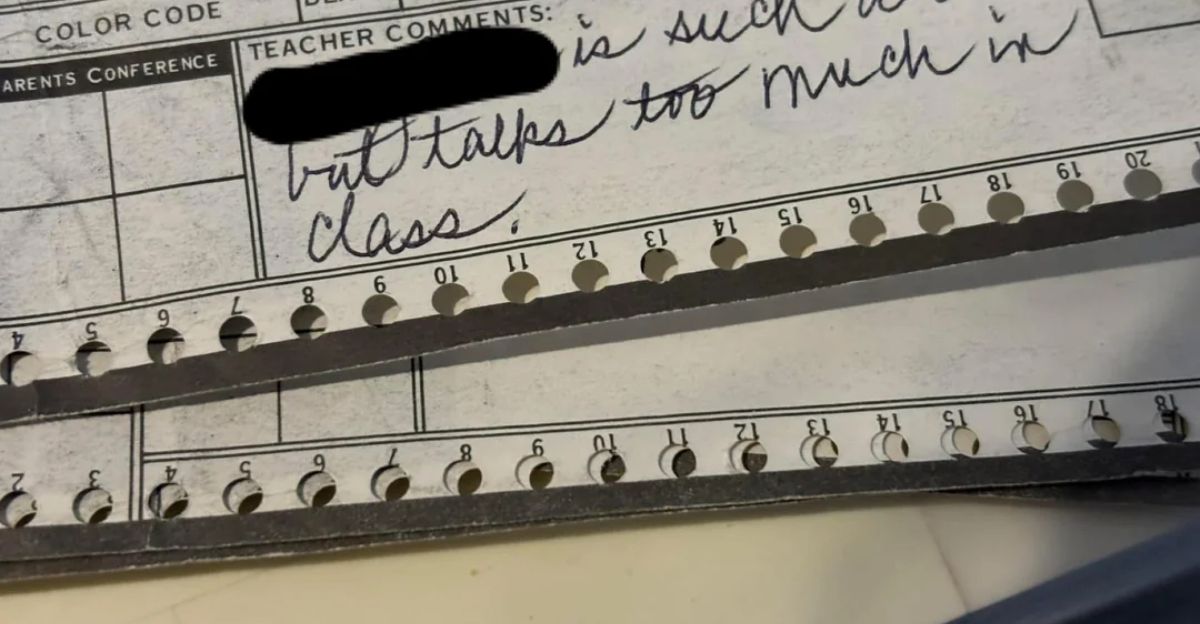 COLOR CODE
ARENTS CONFERENCE
TEACHER COMMENTS:
is such a
but talks too much in
class.
4 5 6 7 8 9 10 11 12 13 14 15 16 17 18 19 20
2 3 4 5 6 7 8 9 10 11 12 13 14 15 16 17 18